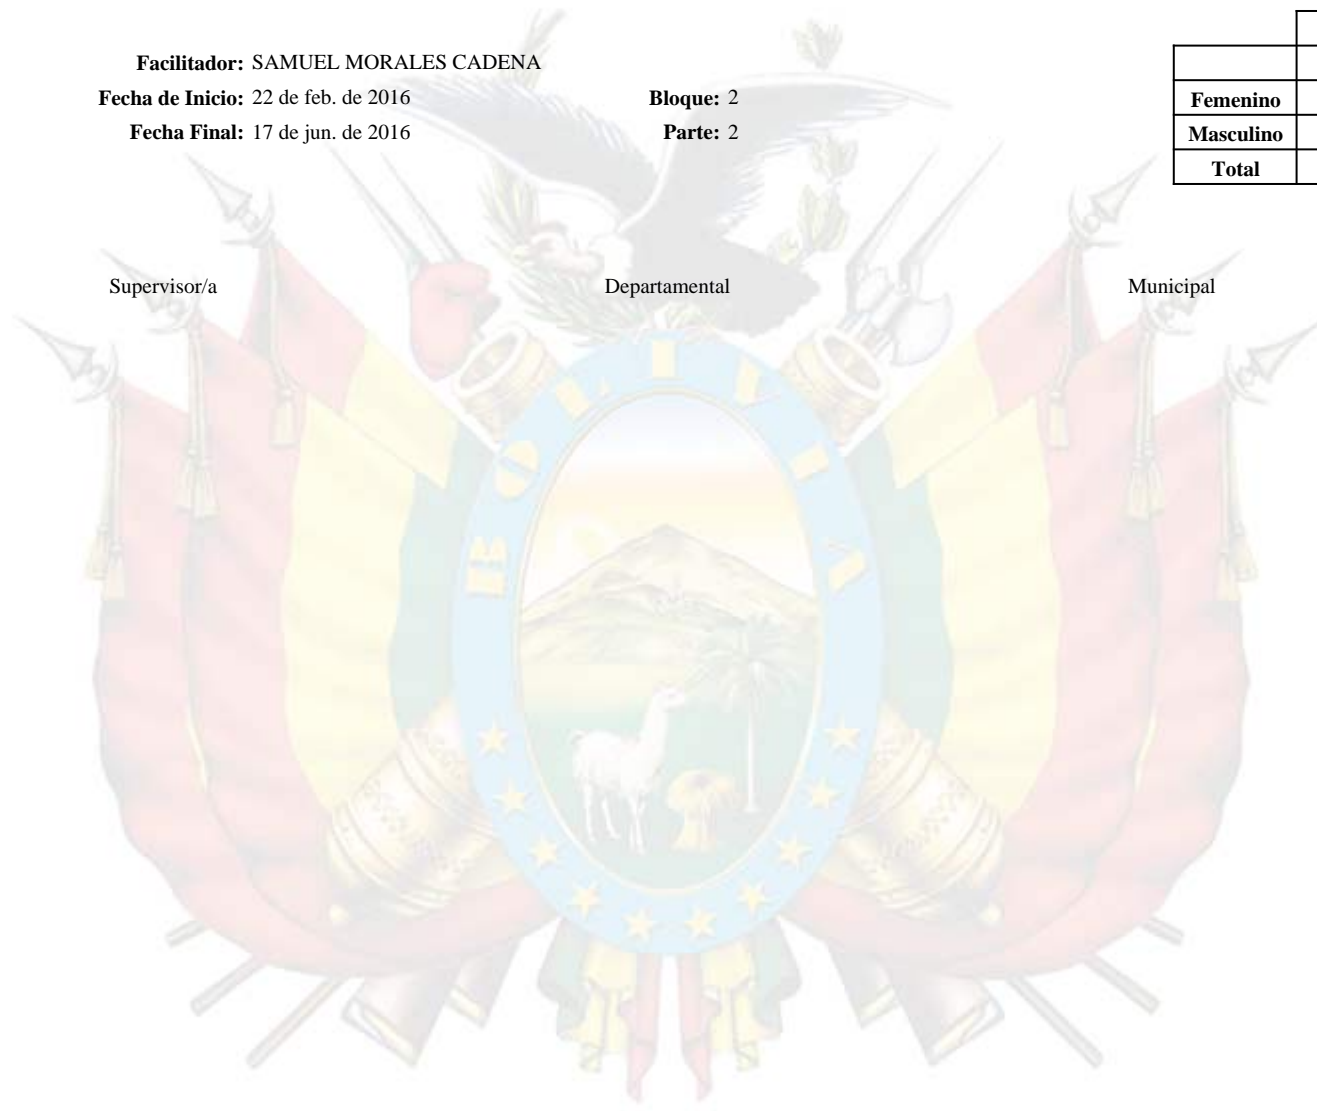 Facilitador: SAMUEL MORALES CADENA
Fecha de Inicio: 22 de feb. de 2016 Bloque: 2
Fecha Final: 17 de jun. de 2016 Parte: 2
Femenino
Masculino
Total
Supervisor/a Departamental Municipal
BOLIVIA